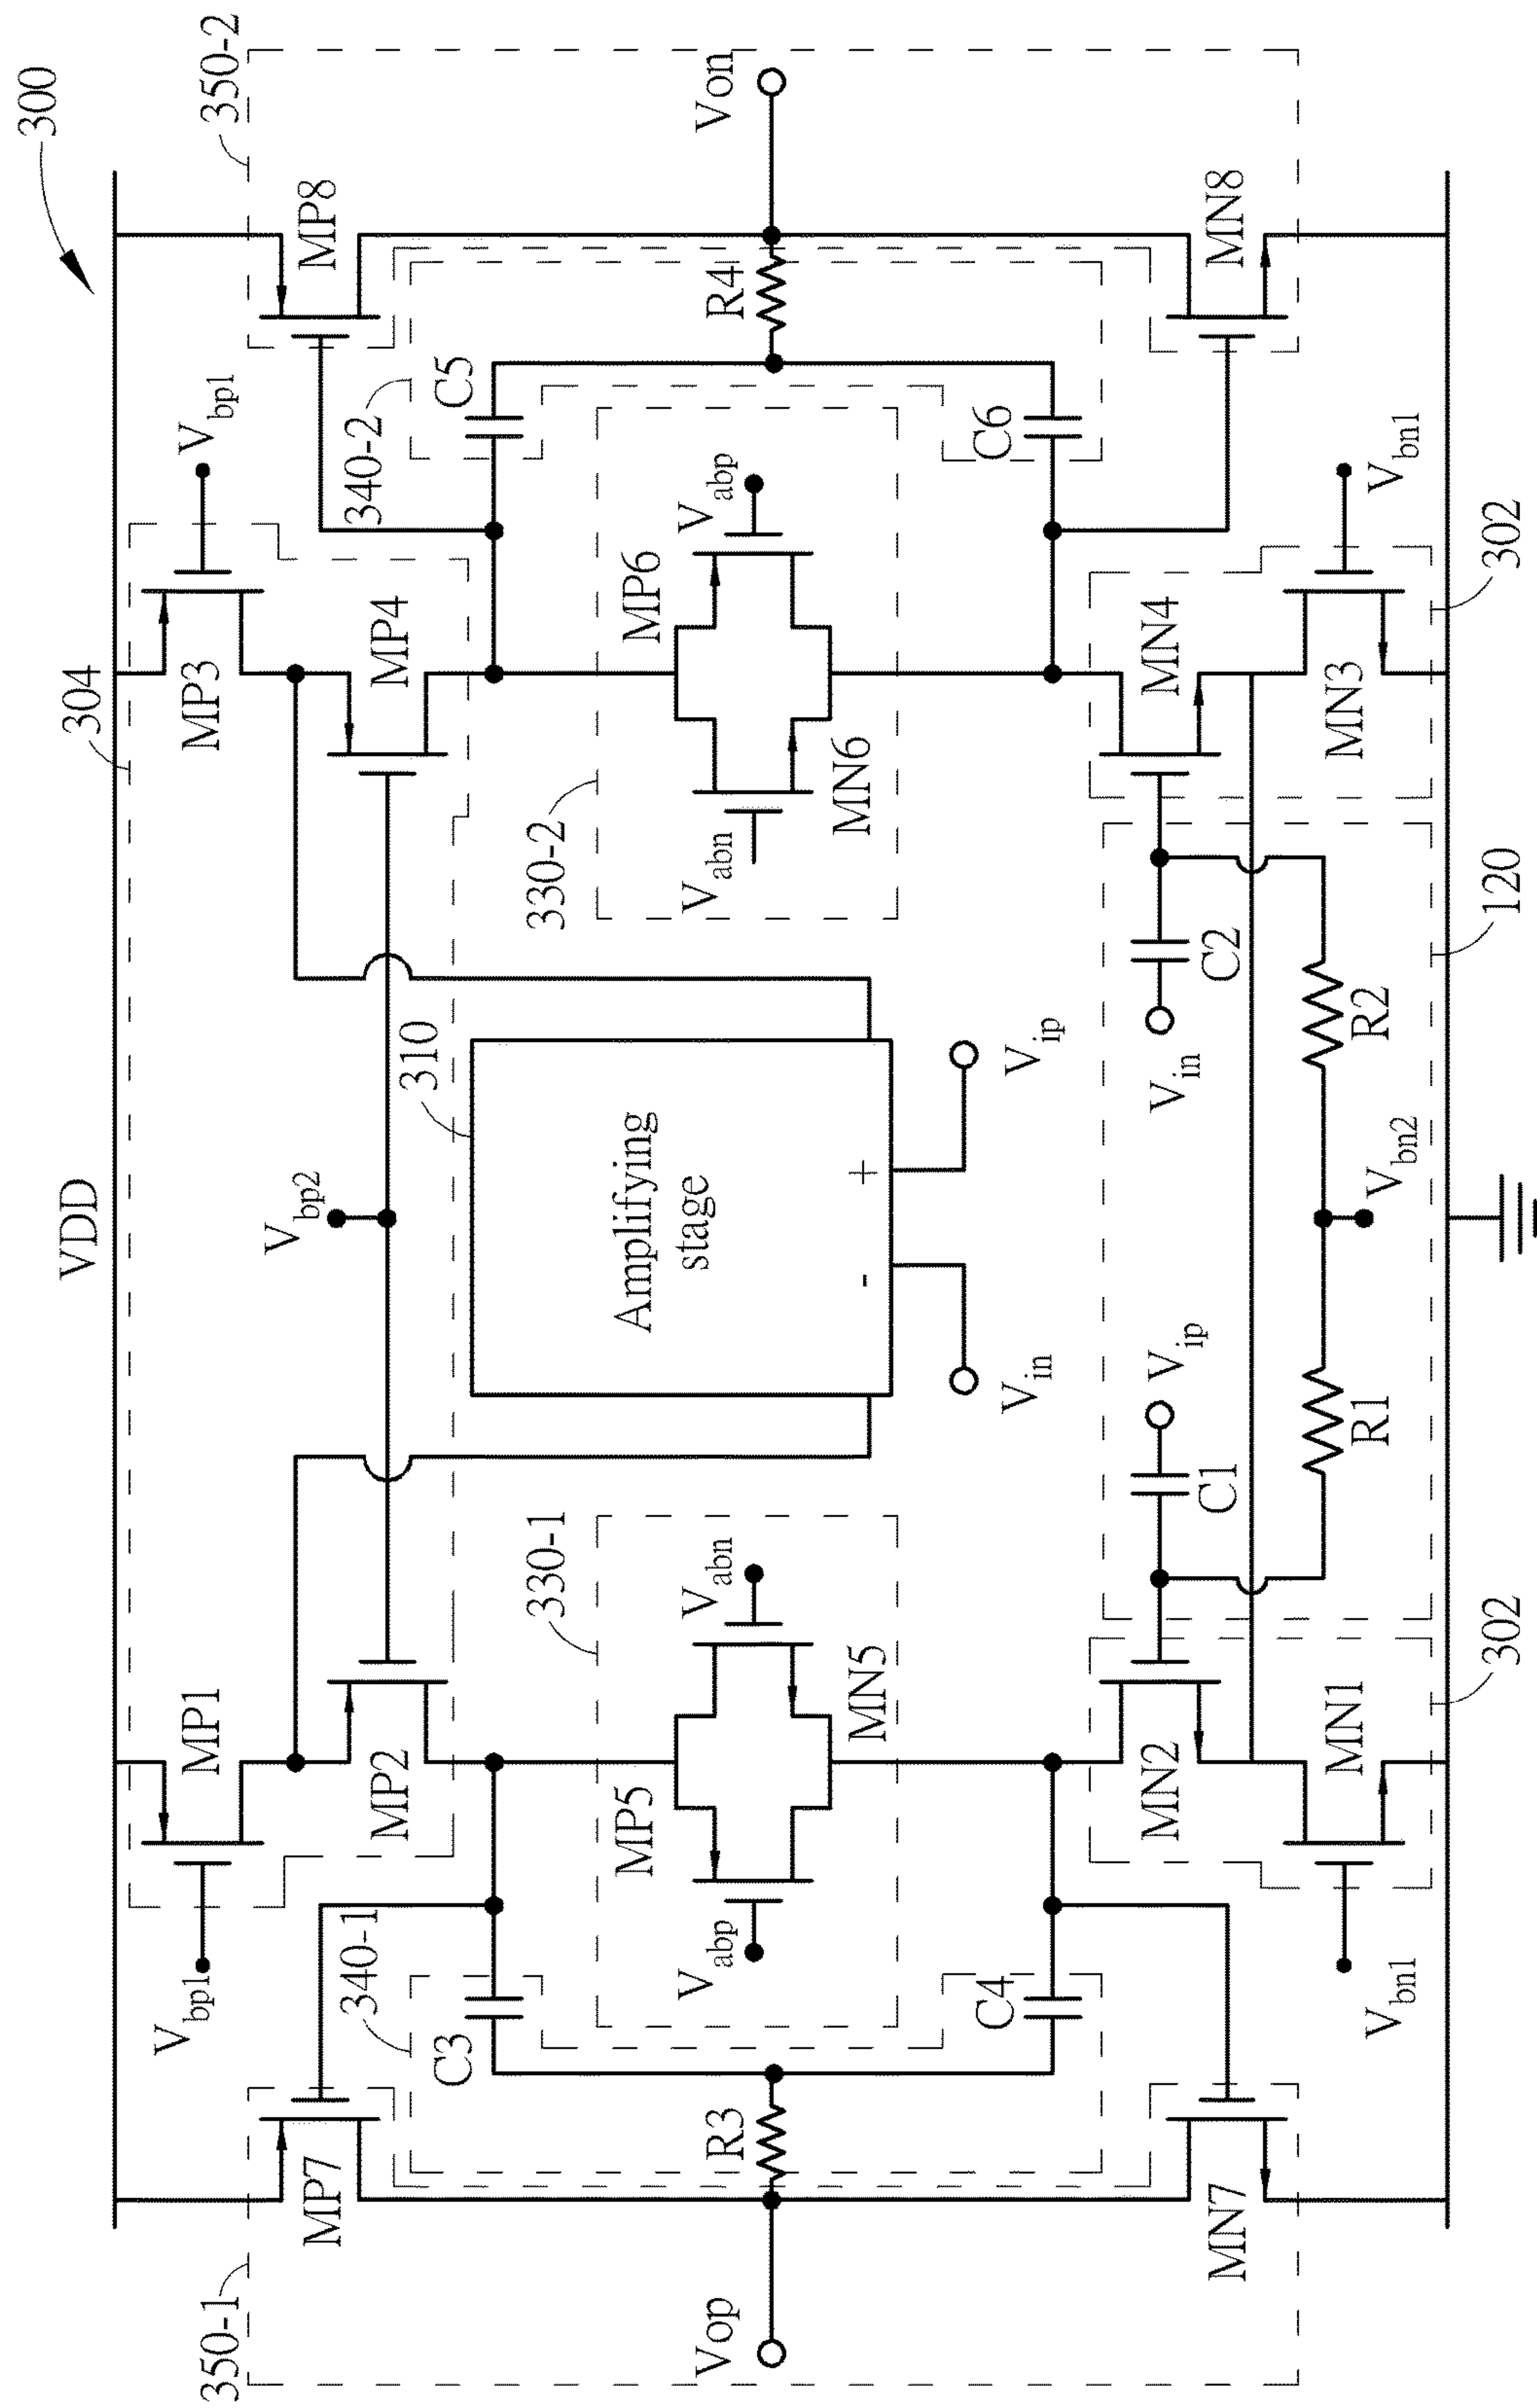 300
VDD
304
350-1
350-2
MP7
MP1
MP3
MP8
Vbp1
Vbp1
MP2
Vbp2
MP4
340-1
340-2
310
C3
C5
330-1
330-2
MP5
MP6
Vabp
Vabn
Vabn
Vabp
MN5
MN6
Amplifying
stage
-
+
Vop
R3
R4
Von
Vin
Vip
C4
C6
MN2
Vip
Vin
MN4
C1
C2
MN7
MN8
MN1
MN3
R1
R2
Vbn1
Vbn2
Vbn1
302
120
302